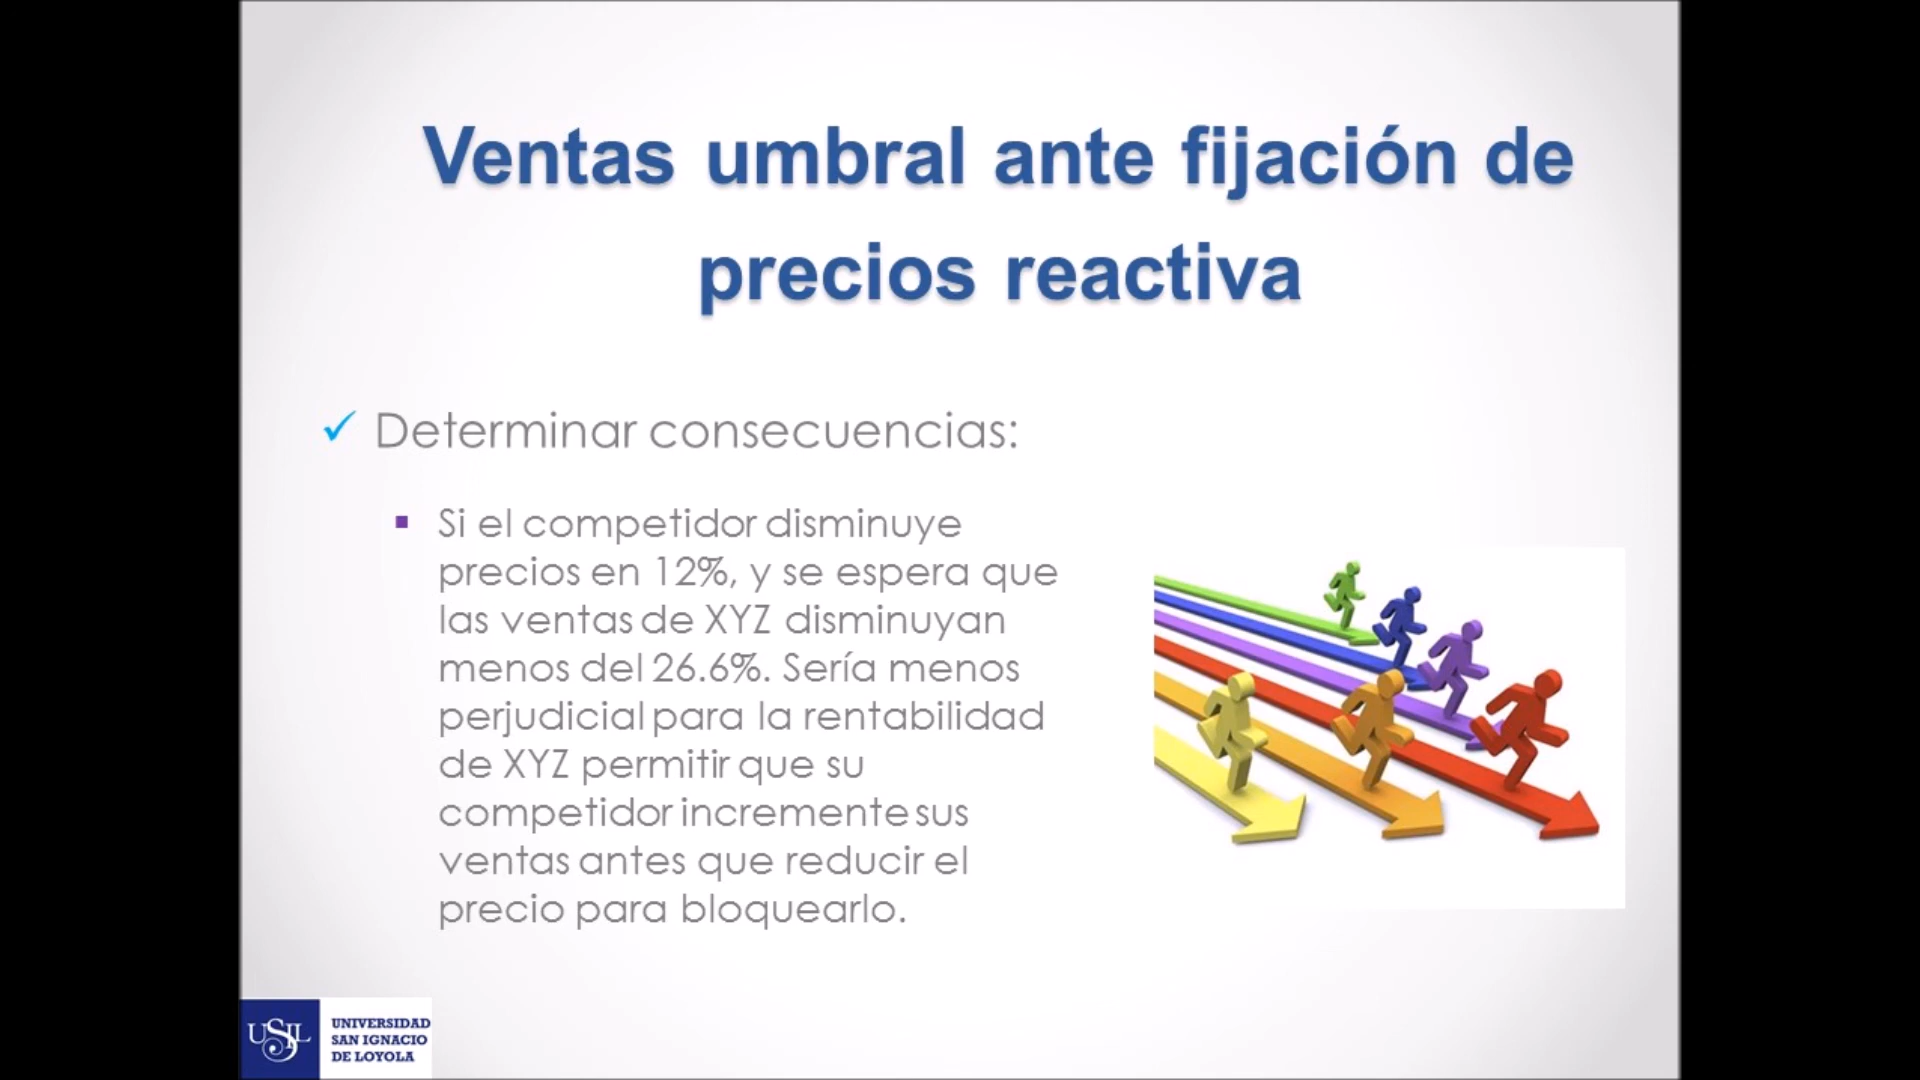 Ventas umbral ante fijación de
precios reactiva
Determinar consecuencias:
Si el competidor disminuye
precios en 12%, y se espera que
las ventas de XYZ disminuyan
menos del 26.6%. Sería menos
perjudicial para la rentabilidad
de XYZ permitir que su
competidor incremente sus
ventas antes que reducir el
precio para bloquearlo.
USIL
UNIVERSIDAD
SAN IGNACIO
DE LOYOLA